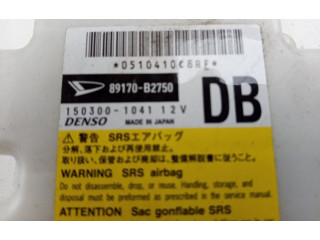 *0510410C6RE*
89170-B2750
DB
150300-1041 12V
DENSO MADE IN JAPAN
警告 SRSエアバッグ
分解、落下および再使用禁止。
取り扱い、保管および廃却は、整備解説書に従うこと。
WARNING SRS airbag
Do not disassemble, drop, or reuse. Handling, storage, and
disposal must be preformed as prescribed in the service manual.
ATTENTION Sac gonflable SRS